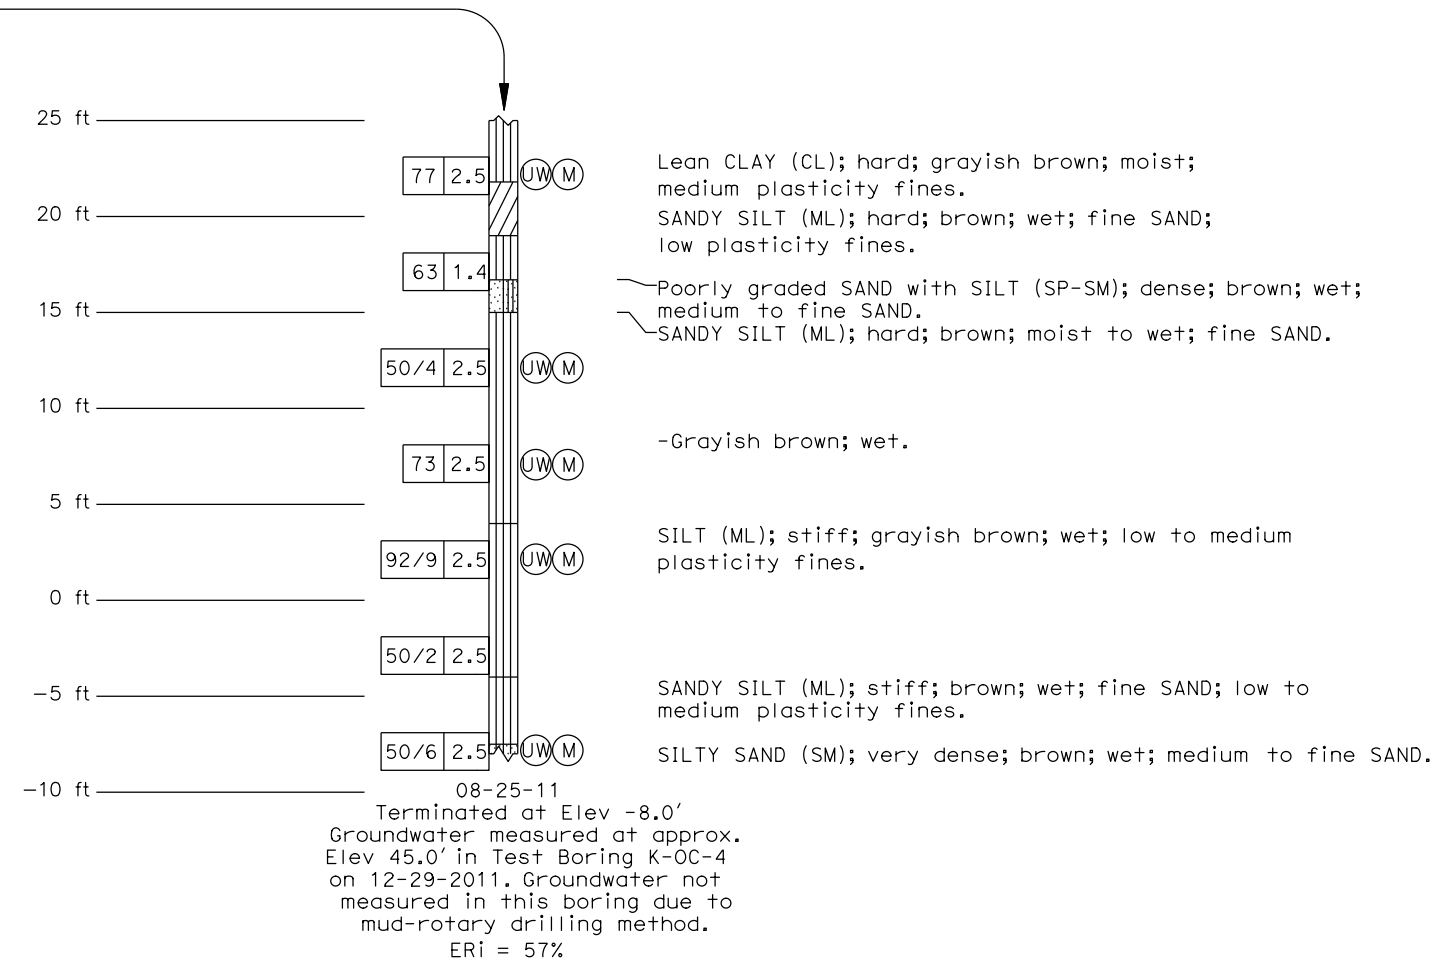 25 ft
77 2.5 UW M
Lean CLAY (CL); hard; grayish brown; moist;
medium plasticity fines.
20 ft
SANDY SILT (ML); hard; brown; wet; fine SAND;
low plasticity fines.
63 1.4
Poorly graded SAND with SILT (SP-SM); dense; brown; wet;
medium to fine SAND.
15 ft
SANDY SILT (ML); hard; brown; moist to wet; fine SAND.
50/4 2.5 UW M
10 ft
-Grayish brown; wet.
73 2.5 UW M
5 ft
SILT (ML); stiff; grayish brown; wet; low to medium
plasticity fines.
92/9 2.5 UW M
0 ft
50/2 2.5
-5 ft
SANDY SILT (ML); stiff; brown; wet; fine SAND; low to
medium plasticity fines.
50/6 2.5 UW M
SILTY SAND (SM); very dense; brown; wet; medium to fine SAND.
-10 ft
08-25-11
Terminated at Elev -8.0'
Groundwater measured at approx.
Elev 45.0' in Test Boring K-OC-4
on 12-29-2011. Groundwater not
measured in this boring due to
mud-rotary drilling method.
ERi = 57%